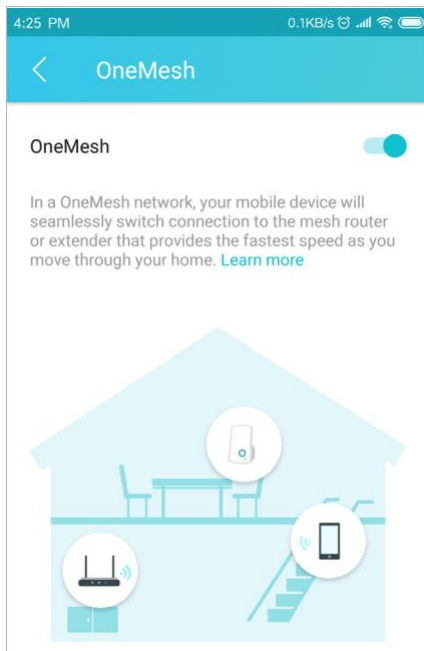 4:25 PM 0.1KB/s
OneMesh
OneMesh
In a OneMesh network, your mobile device will
seamlessly switch connection to the mesh router
or extender that provides the fastest speed as you
move through your home. Learn more